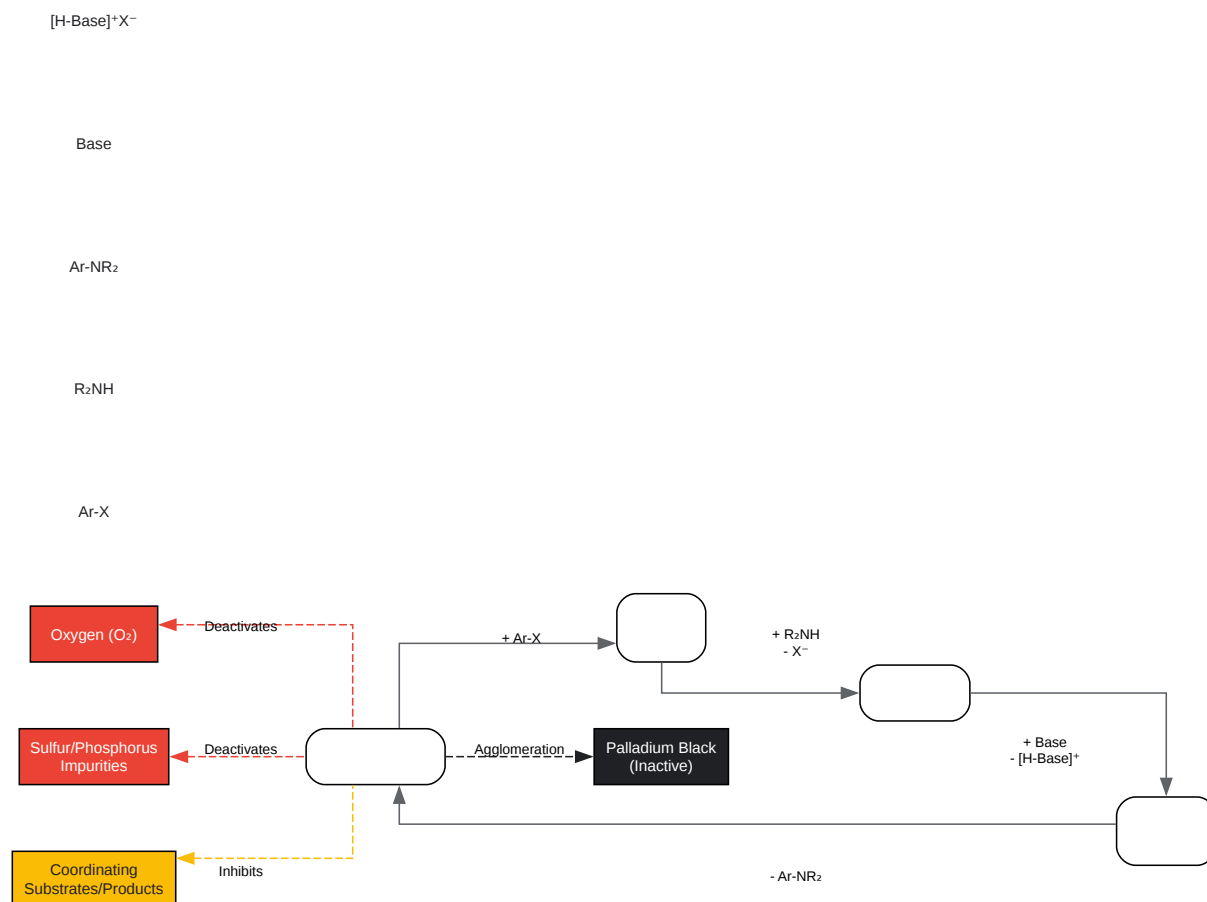 [H-Base]⁺X⁻
Base
Ar-NR₂
R₂NH
Ar-X
Oxygen (O₂)
Deactivates
+ Ar-X
+ R₂NH
- X⁻
Sulfur/Phosphorus
Impurities
Deactivates
Agglomeration
Palladium Black
(Inactive)
+ Base
- [H-Base]⁺
Coordinating
Substrates/Products
Inhibits
- Ar-NR₂